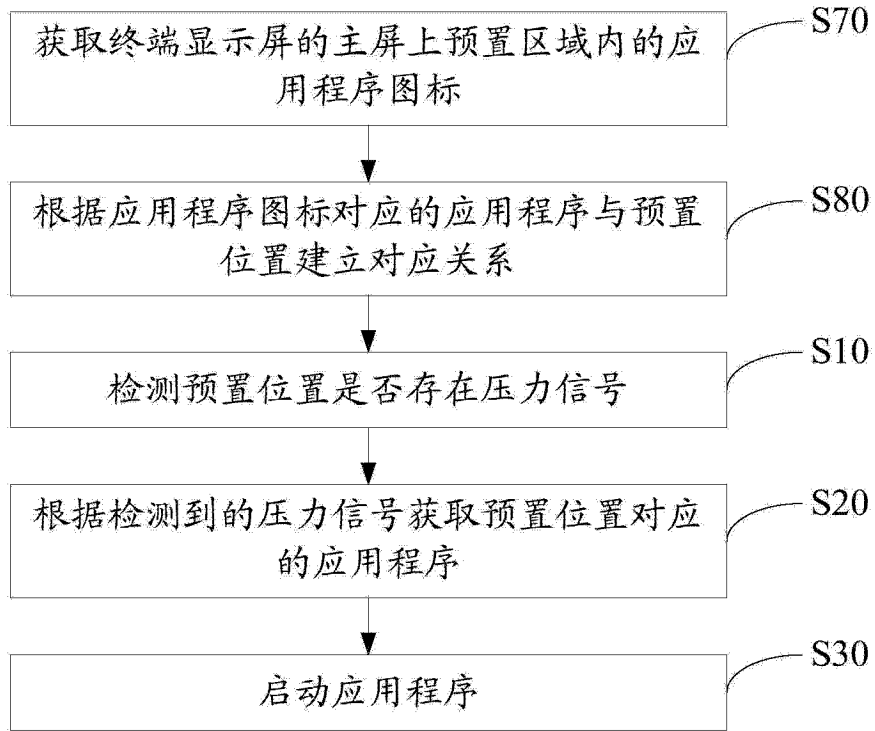 获取终端显示屏的主屏上预置区域内的应
用程序图标
S70
根据应用程序图标对应的应用程序与预置
位置建立对应关系
S80
检测预置位置是否存在压力信号
S10
根据检测到的压力信号获取预置位置对应
的应用程序
S20
启动应用程序
S30